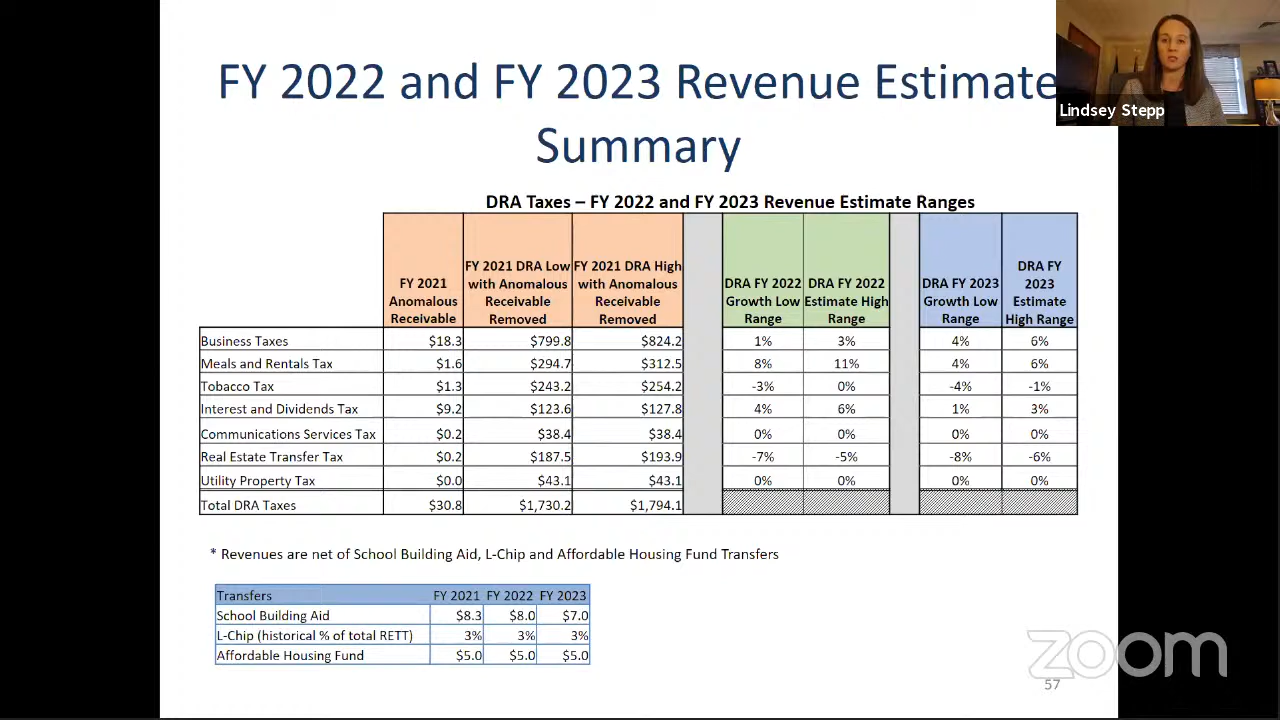 FY 2022 and FY 2023 Revenue Estimate
Summary
Lindsey Stepp
DRA Taxes – FY 2022 and FY 2023 Revenue Estimate Ranges
FY 2021 Anomalous Receivable | FY 2021 DRA Low with Anomalous Receivable Removed | FY 2021 DRA High with Anomalous Receivable Removed | DRA FY 2022 Growth Low Range | DRA FY 2022 Estimate High Range | DRA FY 2023 Growth Low Range | DRA FY 2023 Estimate High Range
Business Taxes $18.3 $799.8 $824.2 1% 3% 4% 6%
Meals and Rentals Tax $1.6 $294.7 $312.5 8% 11% 4% 6%
Tobacco Tax $1.3 $243.2 $254.2 -3% 0% -4% -1%
Interest and Dividends Tax $9.2 $123.6 $127.8 4% 6% 1% 3%
Communications Services Tax $0.2 $38.4 $38.4 0% 0% 0% 0%
Real Estate Transfer Tax $0.2 $187.5 $193.9 -7% -5% -8% -6%
Utility Property Tax $0.0 $43.1 $43.1 0% 0% 0% 0%
Total DRA Taxes $30.8 $1,730.2 $1,794.1
* Revenues are net of School Building Aid, L-Chip and Affordable Housing Fund Transfers
Transfers FY 2021 FY 2022 FY 2023
School Building Aid $8.3 $8.0 $7.0
L-Chip (historical % of total RETT) 3% 3% 3%
Affordable Housing Fund $5.0 $5.0 $5.0
zoom
57